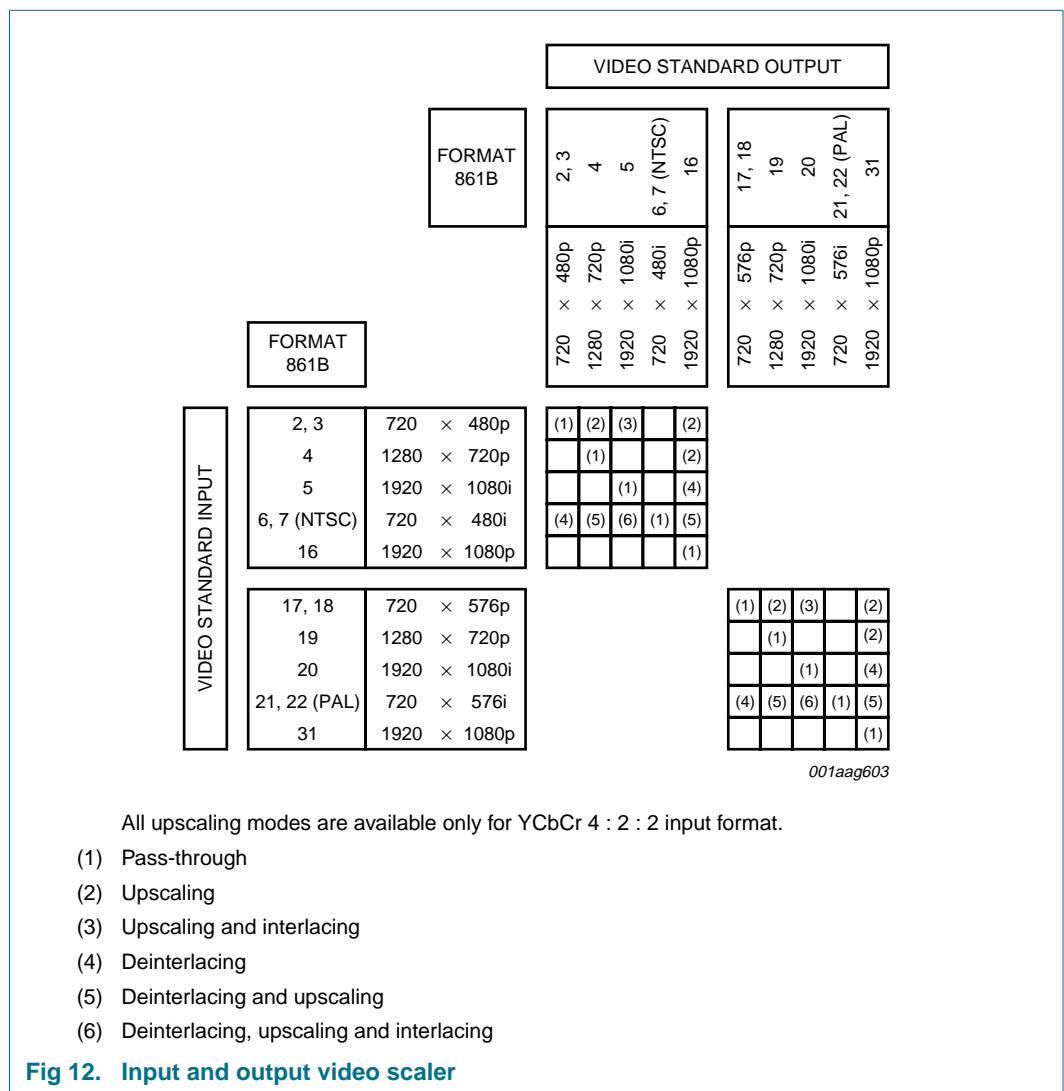 VIDEO STANDARD OUTPUT
FORMAT
861B
2, 3
4
5
6, 7 (NTSC)
16
17, 18
19
20
21, 22 (PAL)
31
720 × 480p
1280 × 720p
1920 × 1080i
720 × 480i
1920 × 1080p
720 × 576p
1280 × 720p
1920 × 1080i
720 × 576i
1920 × 1080p
FORMAT
861B
VIDEO STANDARD INPUT
2, 3 720 × 480p (1) (2) (3) (2)
4 1280 × 720p (1) (2)
5 1920 × 1080i (1) (4)
6, 7 (NTSC) 720 × 480i (4) (5) (6) (1) (5)
16 1920 × 1080p (1)
17, 18 720 × 576p (1) (2) (3) (2)
19 1280 × 720p (1) (2)
20 1920 × 1080i (1) (4)
21, 22 (PAL) 720 × 576i (4) (5) (6) (1) (5)
31 1920 × 1080p (1)
001aag603
All upscaling modes are available only for YCbCr 4 : 2 : 2 input format.
(1) Pass-through
(2) Upscaling
(3) Upscaling and interlacing
(4) Deinterlacing
(5) Deinterlacing and upscaling
(6) Deinterlacing, upscaling and interlacing
Fig 12. Input and output video scaler